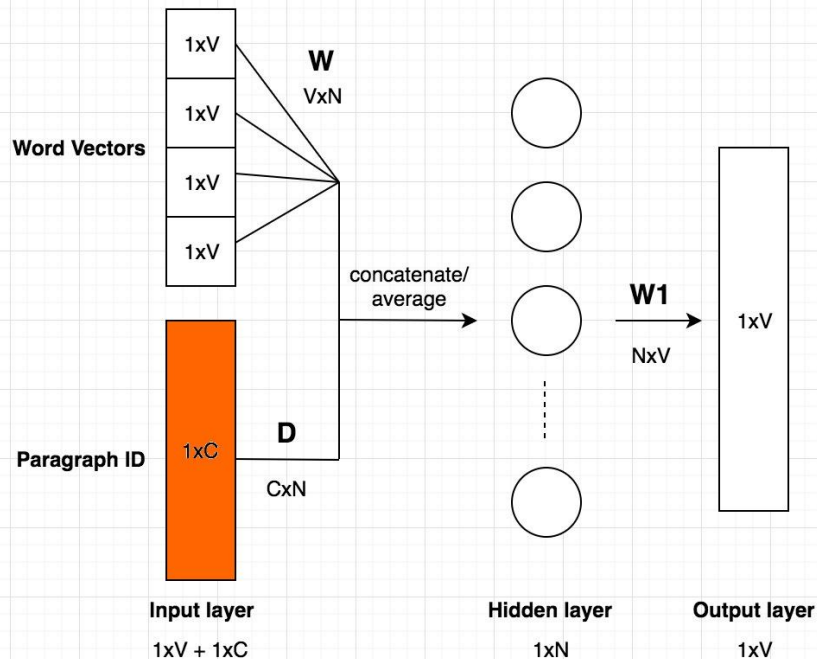 1xV
W
1xV
VxN
Word Vectors
1xV
1xV
concatenate/
average
W1
1xV
NxV
Paragraph ID
1xC
D
CxN
Input layer
Hidden layer
Output layer
1xV + 1xC
1xN
1xV